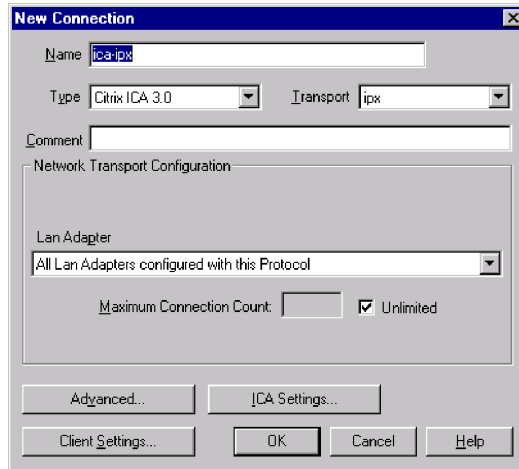 New Connection
Name ica-ipx
Type Citrix ICA 3.0 Transport ipx
Comment
Network Transport Configuration
Lan Adapter
All Lan Adapters configured with this Protocol
Maximum Connection Count: Unlimited
Advanced... ICA Settings...
Client Settings... OK Cancel Help